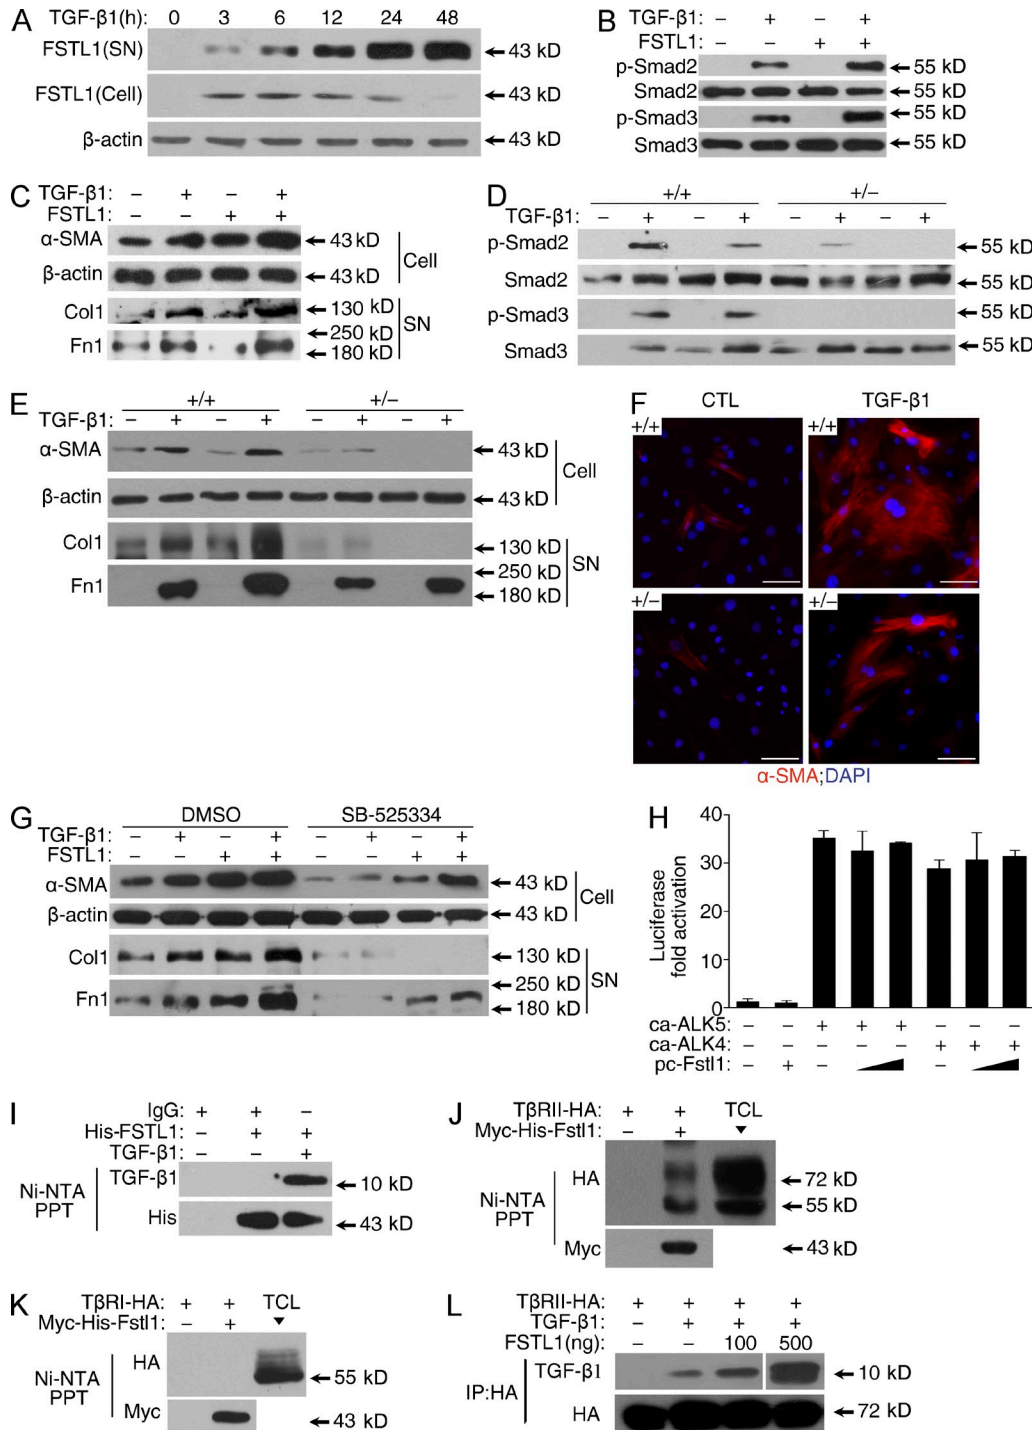 A
TGF-β1(h): 0 3 6 12 24 48
FSTL1(SN) 43 kD
FSTL1(Cell) 43 kD
β-actin 43 kD
B
TGF-β1: – + – +
FSTL1: – – + +
p-Smad2 55 kD
Smad2 55 kD
p-Smad3 55 kD
Smad3 55 kD
C
TGF-β1: – + – +
FSTL1: – – + +
α-SMA 43 kD
β-actin 43 kD
Cell
Col1 130 kD
250 kD
Fn1 180 kD
SN
D
+/+ +/–
TGF-β1: – + – + – + – +
p-Smad2 55 kD
Smad2 55 kD
p-Smad3 55 kD
Smad3 55 kD
E
+/+ +/–
TGF-β1: – + – + – + – +
α-SMA 43 kD
β-actin 43 kD
Cell
Col1 130 kD
250 kD
Fn1 180 kD
SN
F
CTL TGF-β1
+/+ +/+
+/– +/–
α-SMA;DAPI
G
DMSO SB-525334
TGF-β1: – + – + – + – +
FSTL1: – – + + – – + +
α-SMA 43 kD
β-actin 43 kD
Cell
Col1 130 kD
250 kD
Fn1 180 kD
SN
H
Luciferase
fold activation
40
30
20
10
0
ca-ALK5: – – + + + – – –
ca-ALK4: – – – – – + + +
pc-Fstl1: – + – –
I
IgG: + + –
His-FSTL1: – + +
TGF-β1: – – +
Ni-NTA
PPT
TGF-β1 10 kD
His 43 kD
J
TβRII-HA: + + TCL
Myc-His-Fstl1: – +
Ni-NTA
PPT
HA 72 kD
55 kD
Myc 43 kD
K
TβRI-HA: + + TCL
Myc-His-Fstl1: – +
Ni-NTA
PPT
HA 55 kD
Myc 43 kD
L
TβRII-HA: + + + +
TGF-β1: – + + +
FSTL1(ng): – – 100 500
IP:HA
TGF-β1 10 kD
HA 72 kD